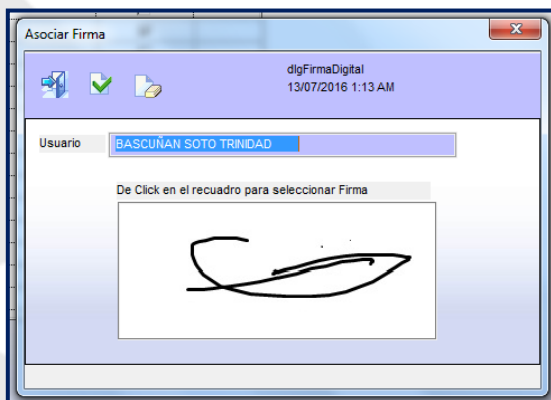 Asociar Firma
dlgFirmaDigital
13/07/2016 1:13 AM
Usuario BASCUÑAN SOTO TRINIDAD
De Click en el recuadro para seleccionar Firma